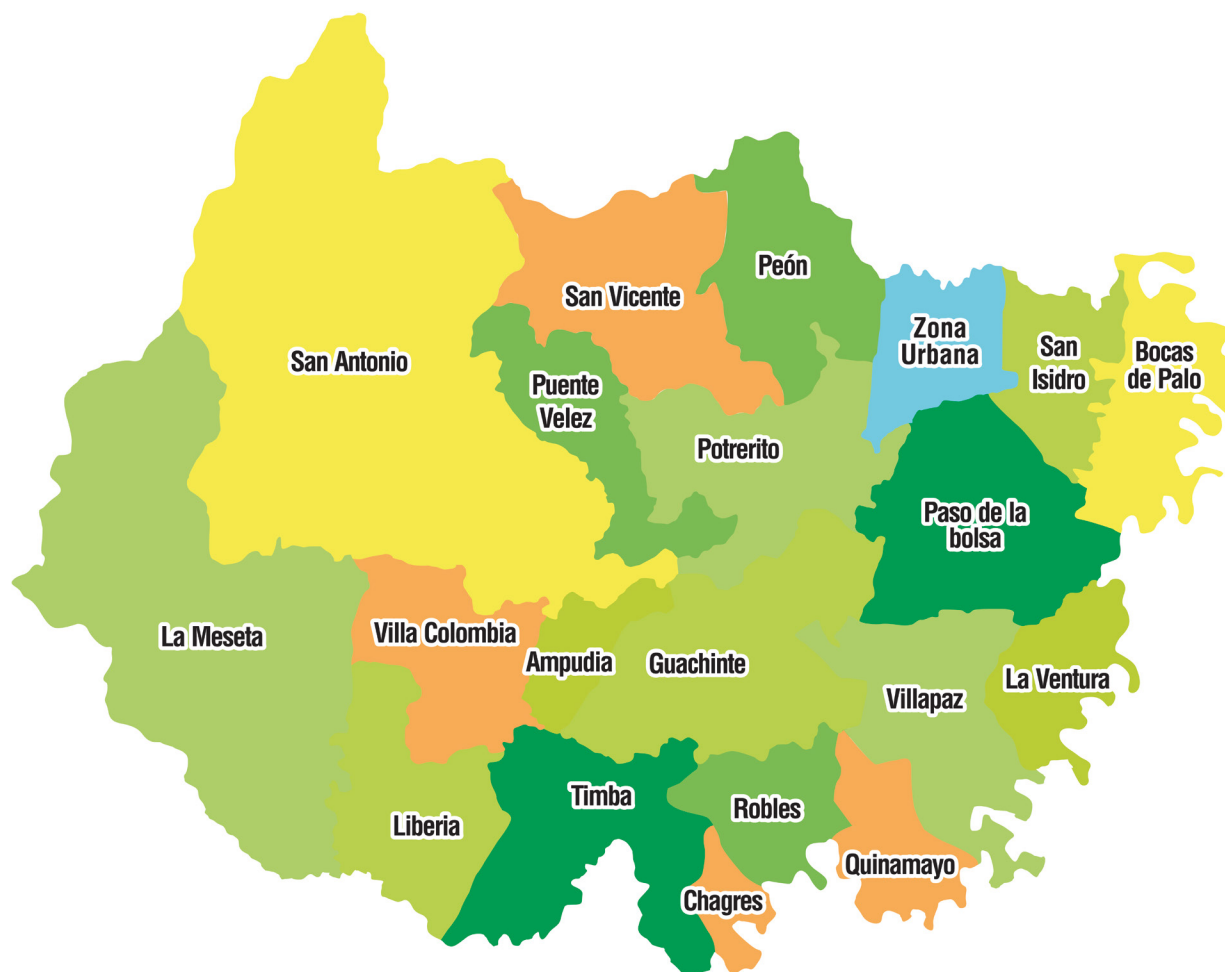 Peón
San Vicente
Zona
Urbana
San Antonio
San
Isidro
Bocas
de Palo
Puente
Velez
Potrerito
Paso de la
bolsa
La Meseta
Villa Colombia
Ampudia
Guachinte
La Ventura
Villapaz
Timba
Robles
Liberia
Quinamayo
Chagres